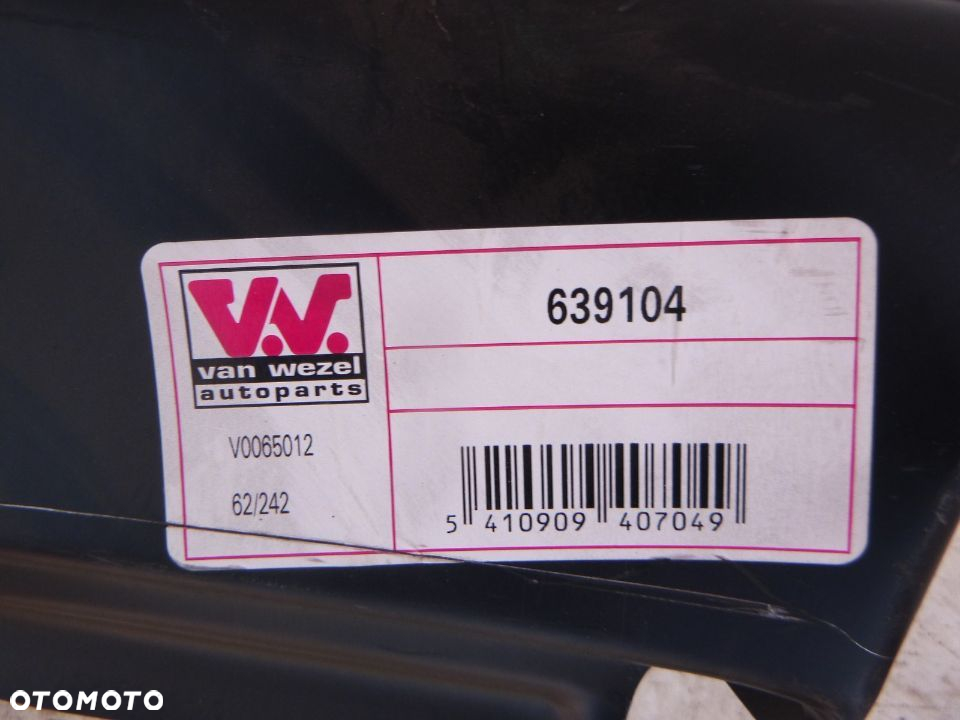 639104
V.W.
van wezel
autoparts
V0065012
62/242
5 410909 407049
OTOMOTO